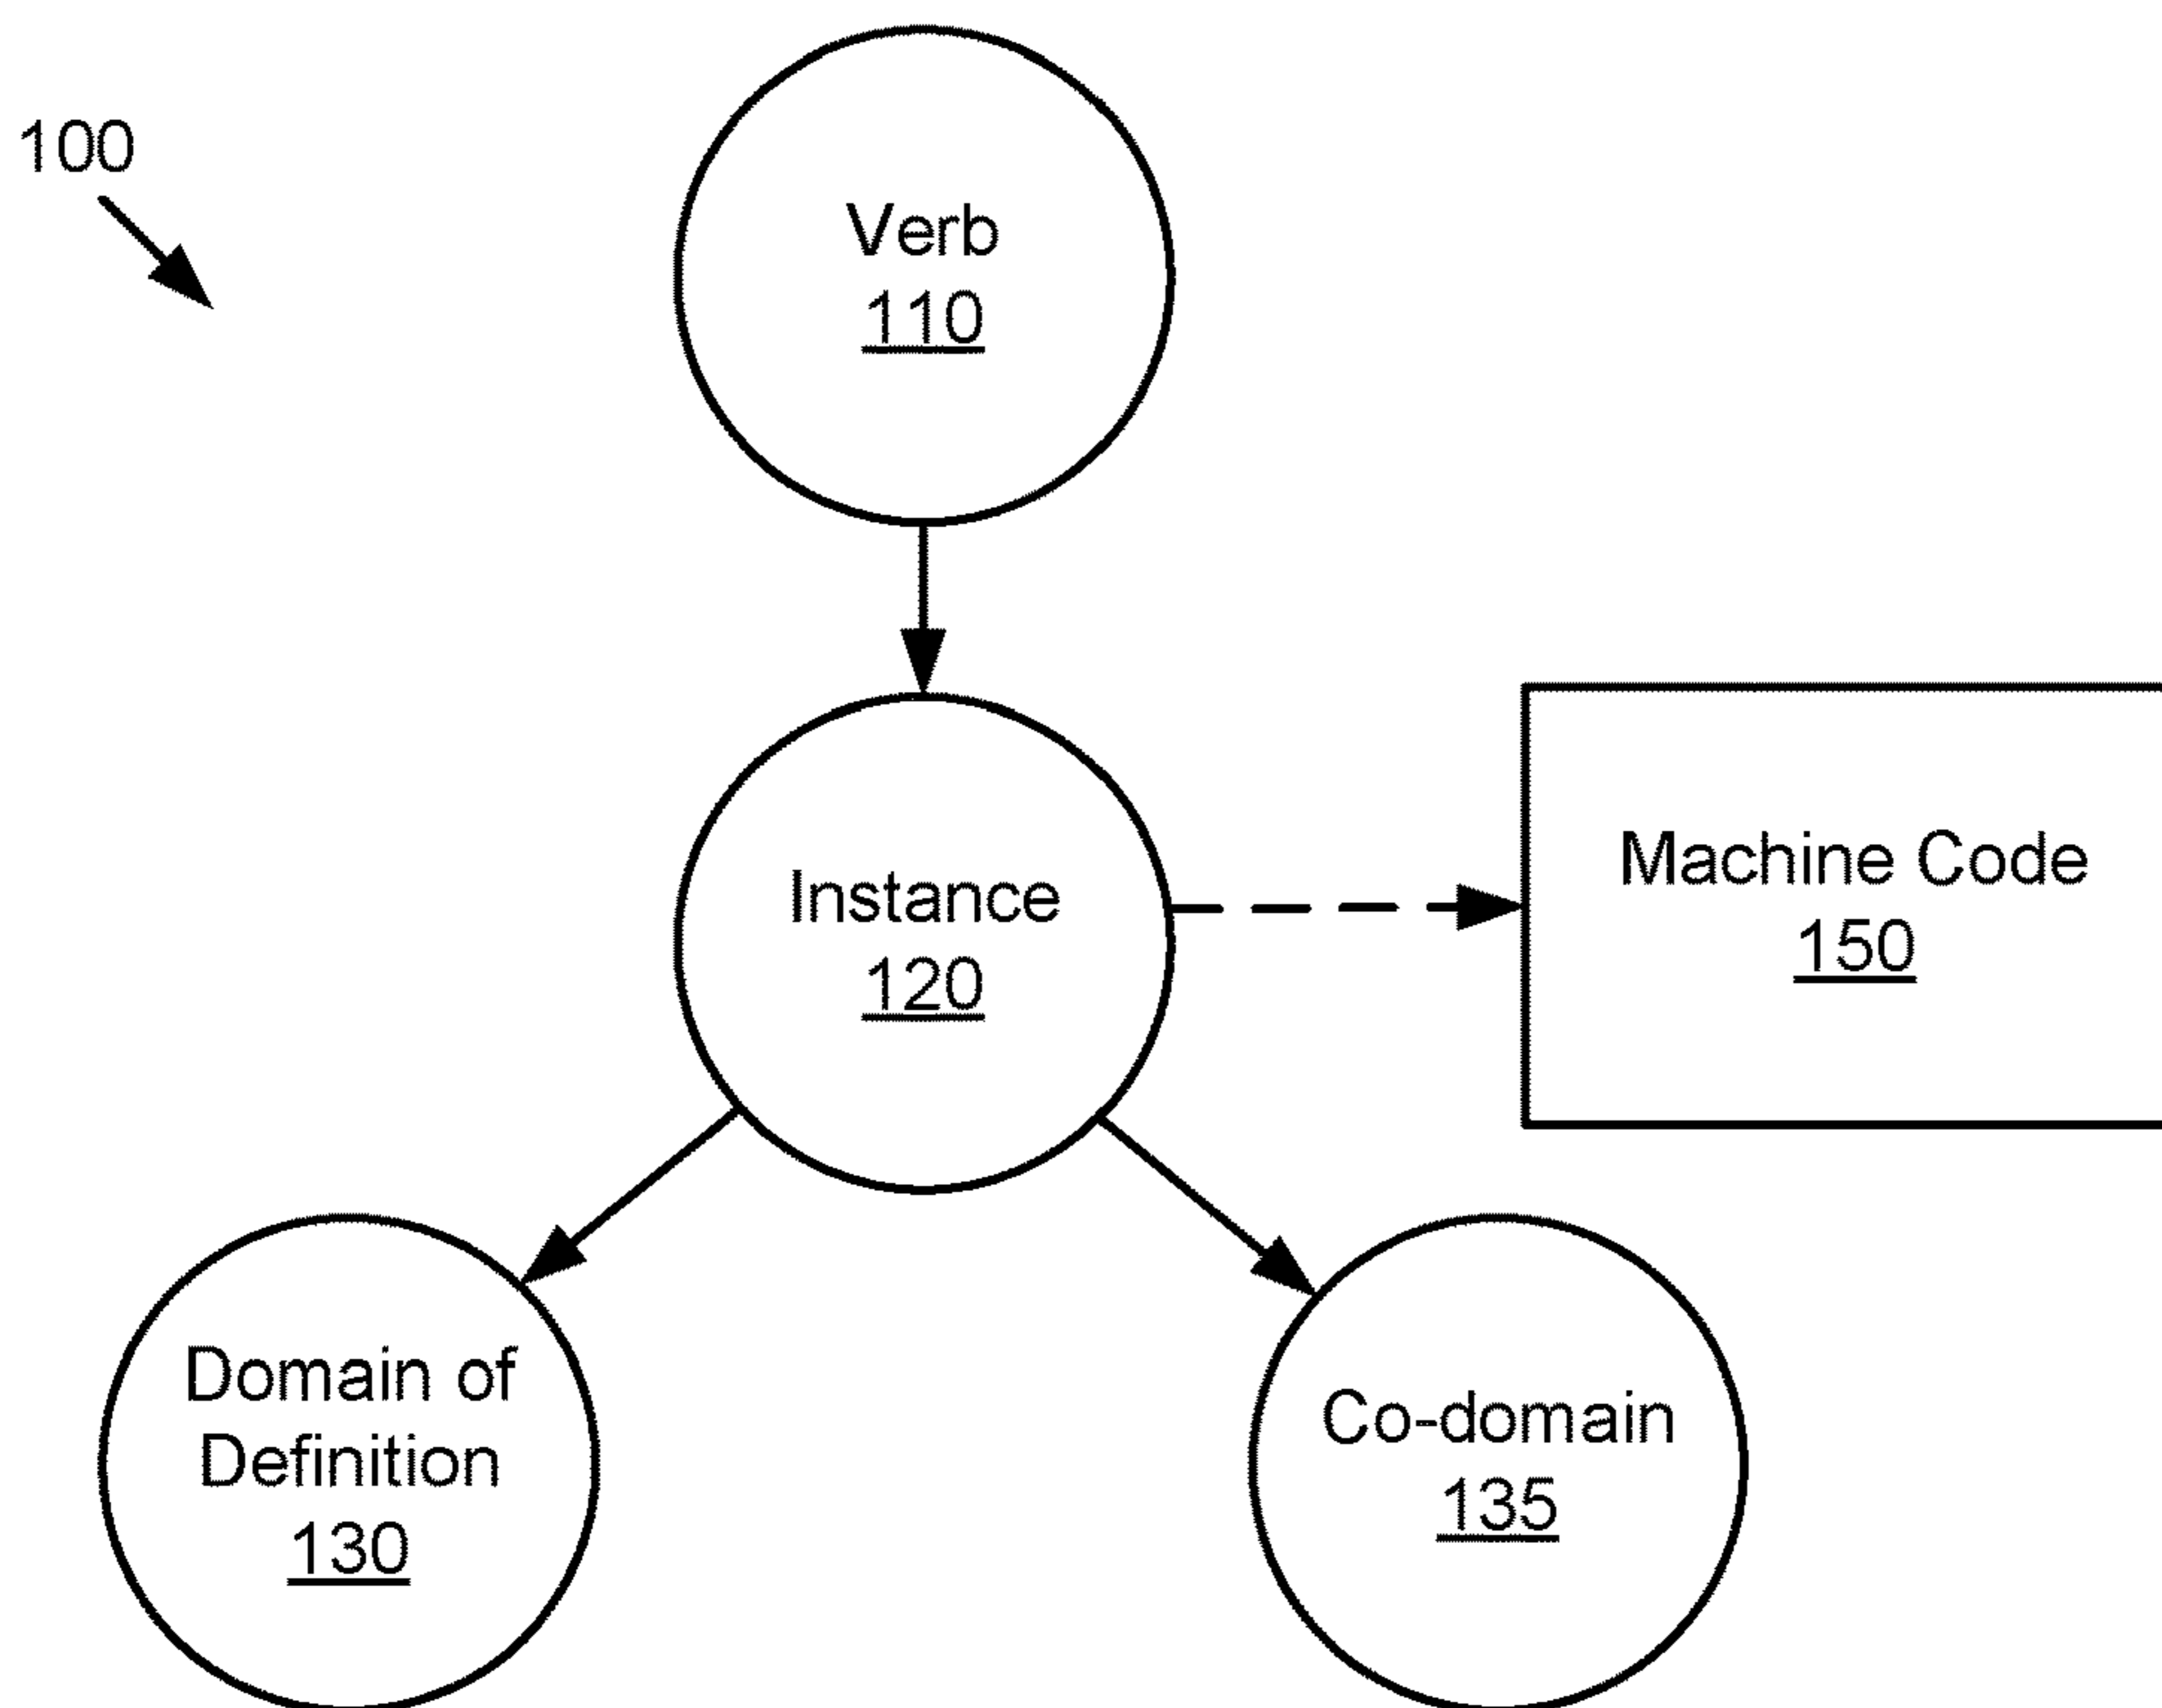 100
Verb
110
Instance
120
Machine Code
150
Domain of
Definition
130
Co-domain
135